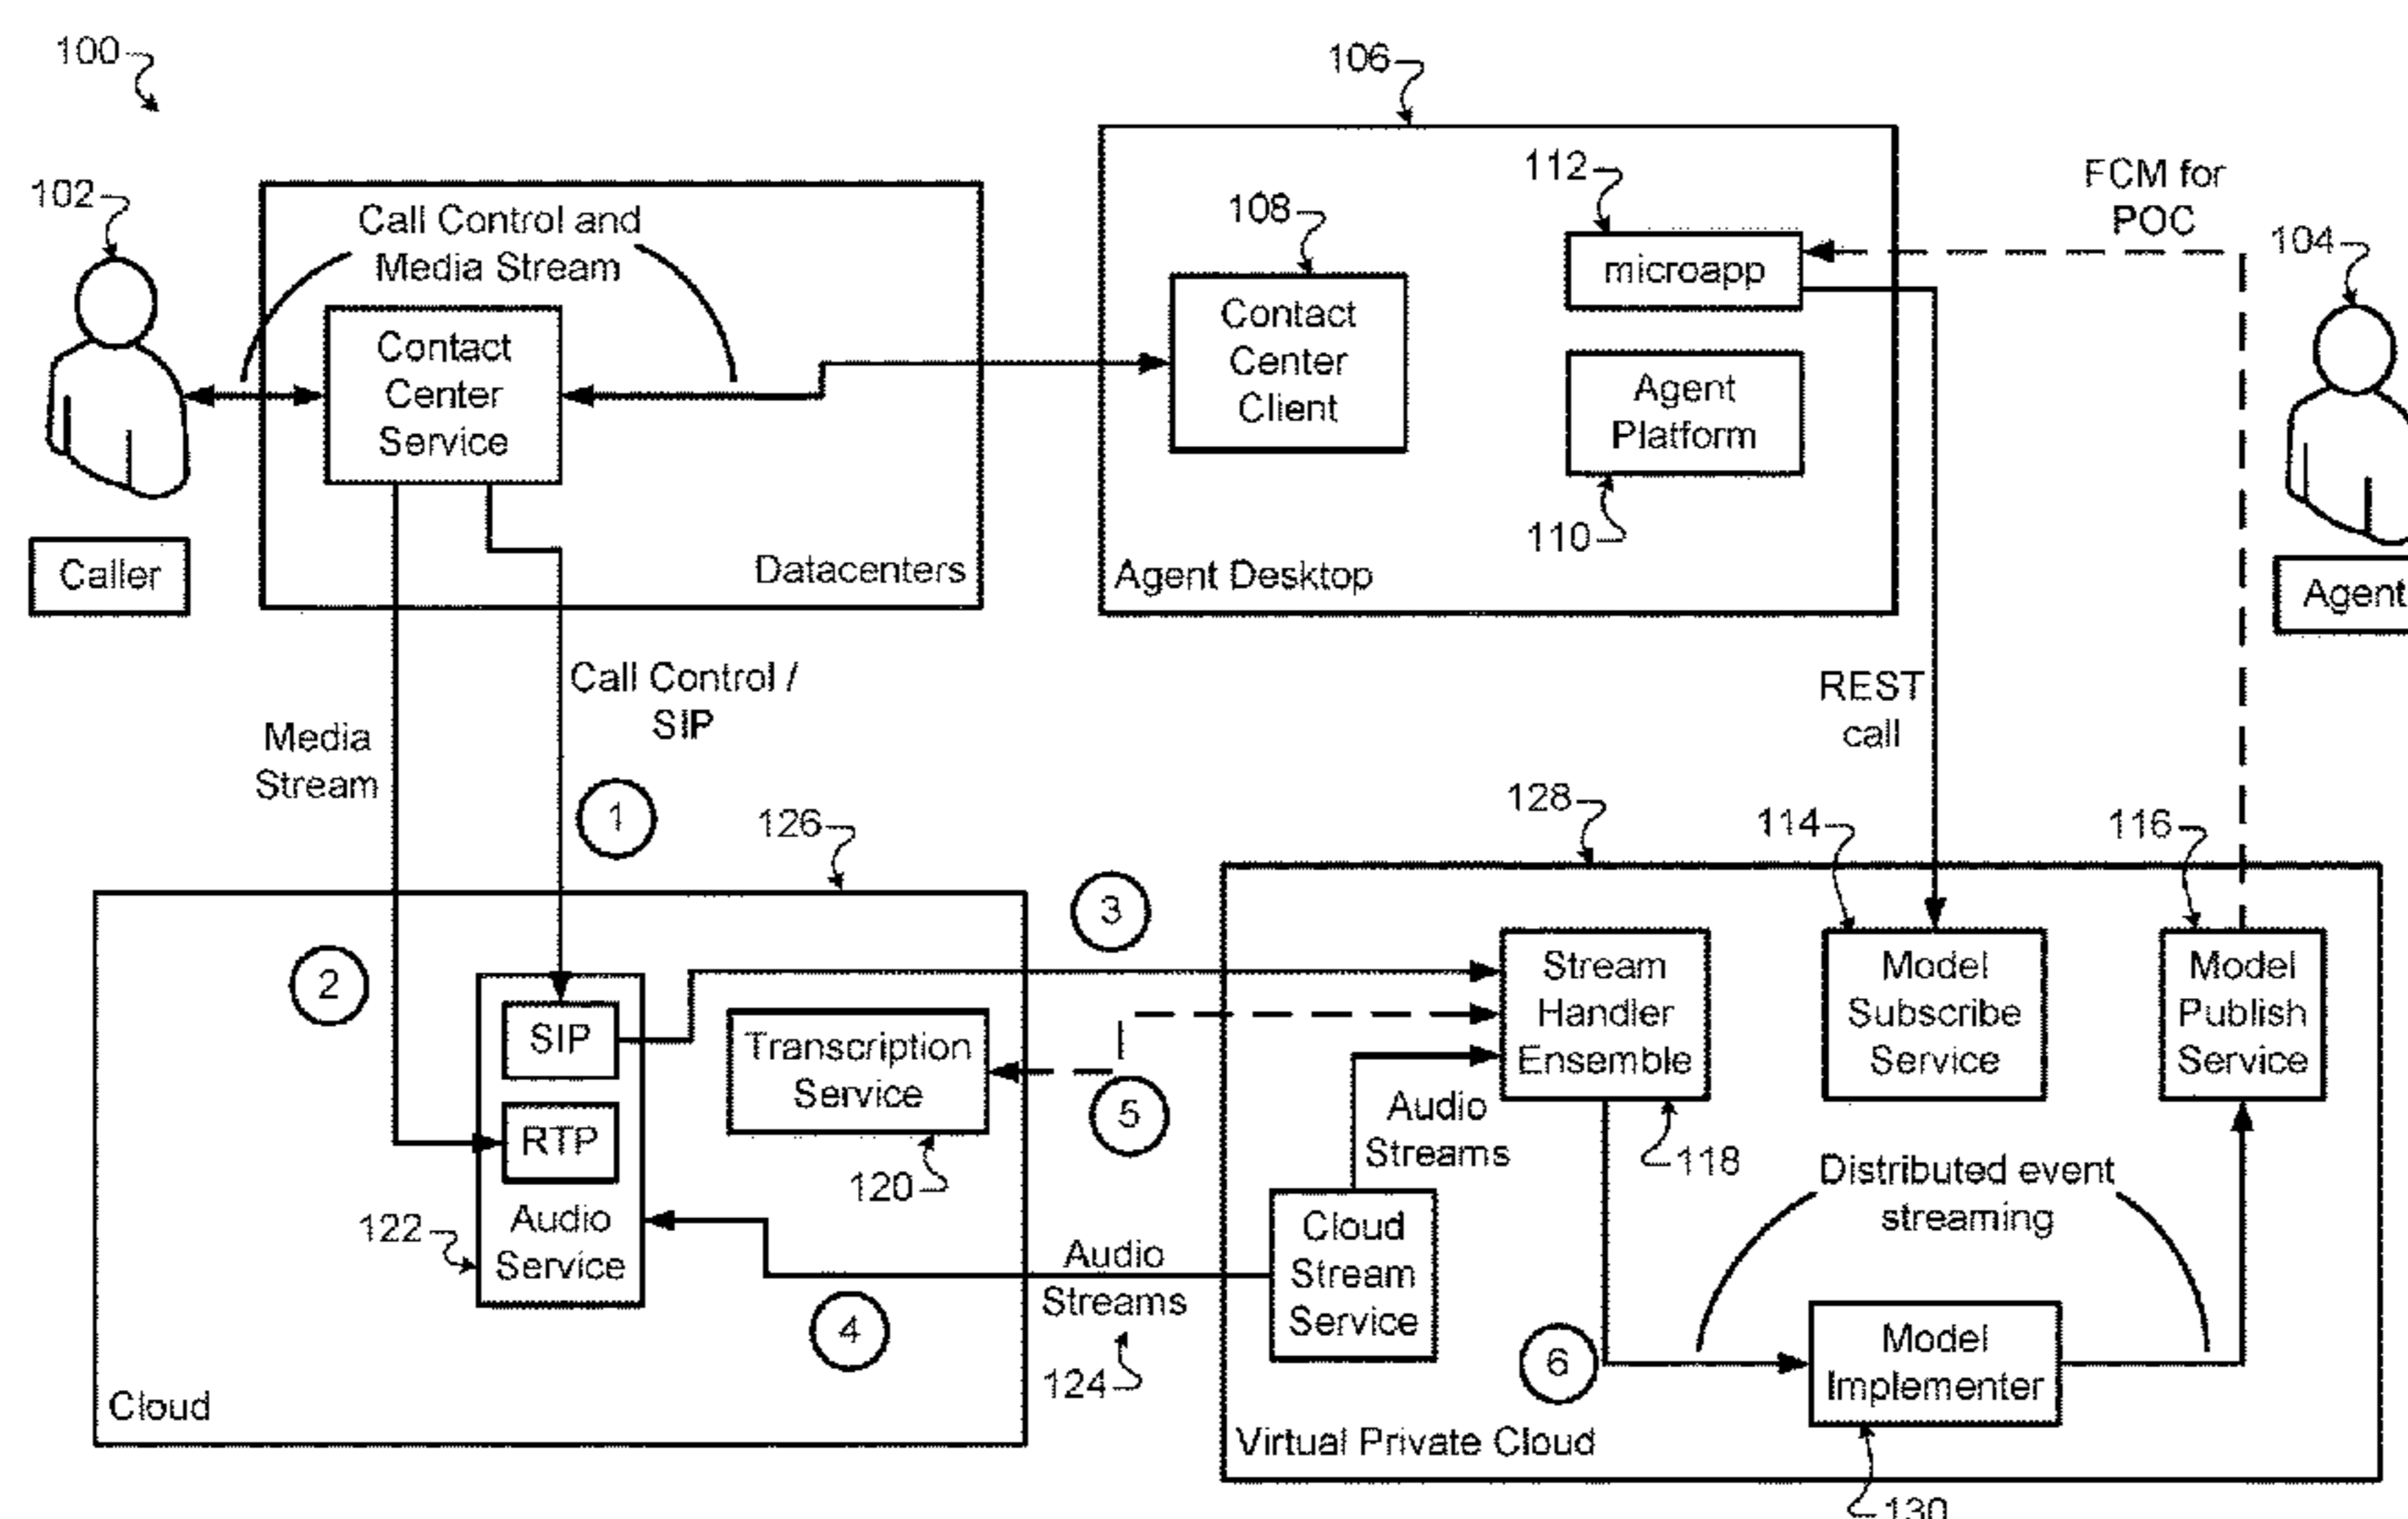 100
106
102
Call Control and
Media Stream
Contact
Center
Service
Datacenters
Caller
108
Contact
Center
Client
112
microapp
Agent
Platform
110
Agent Desktop
FCM for
POC
104
Agent
Call Control /
SIP
Media
Stream
REST
call
1
126
2
SIP
RTP
Audio
Service
122
Transcription
Service
120
Cloud
3
5
4
Audio
Streams
124
128
114
116
Stream
Handler
Ensemble
118
Model
Subscribe
Service
Model
Publish
Service
Audio
Streams
Cloud
Stream
Service
Distributed event
streaming
6
Model
Implementer
Virtual Private Cloud
130